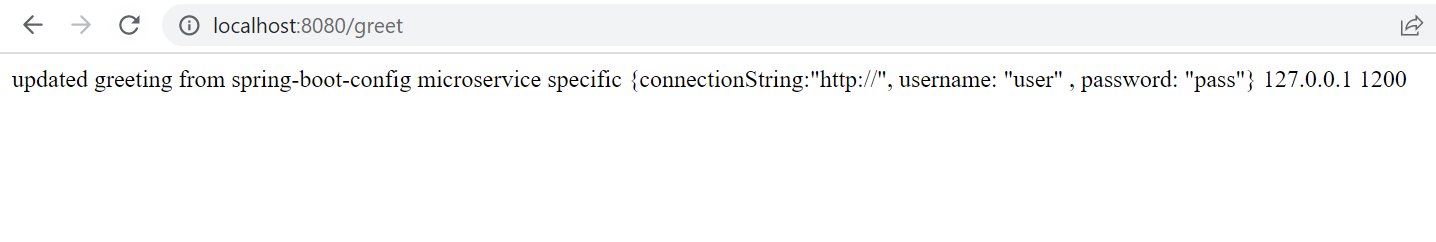 localhost:8080/greet
updated greeting from spring-boot-config microservice specific {connectionString:"http://", username: "user" , password: "pass"} 127.0.0.1 1200